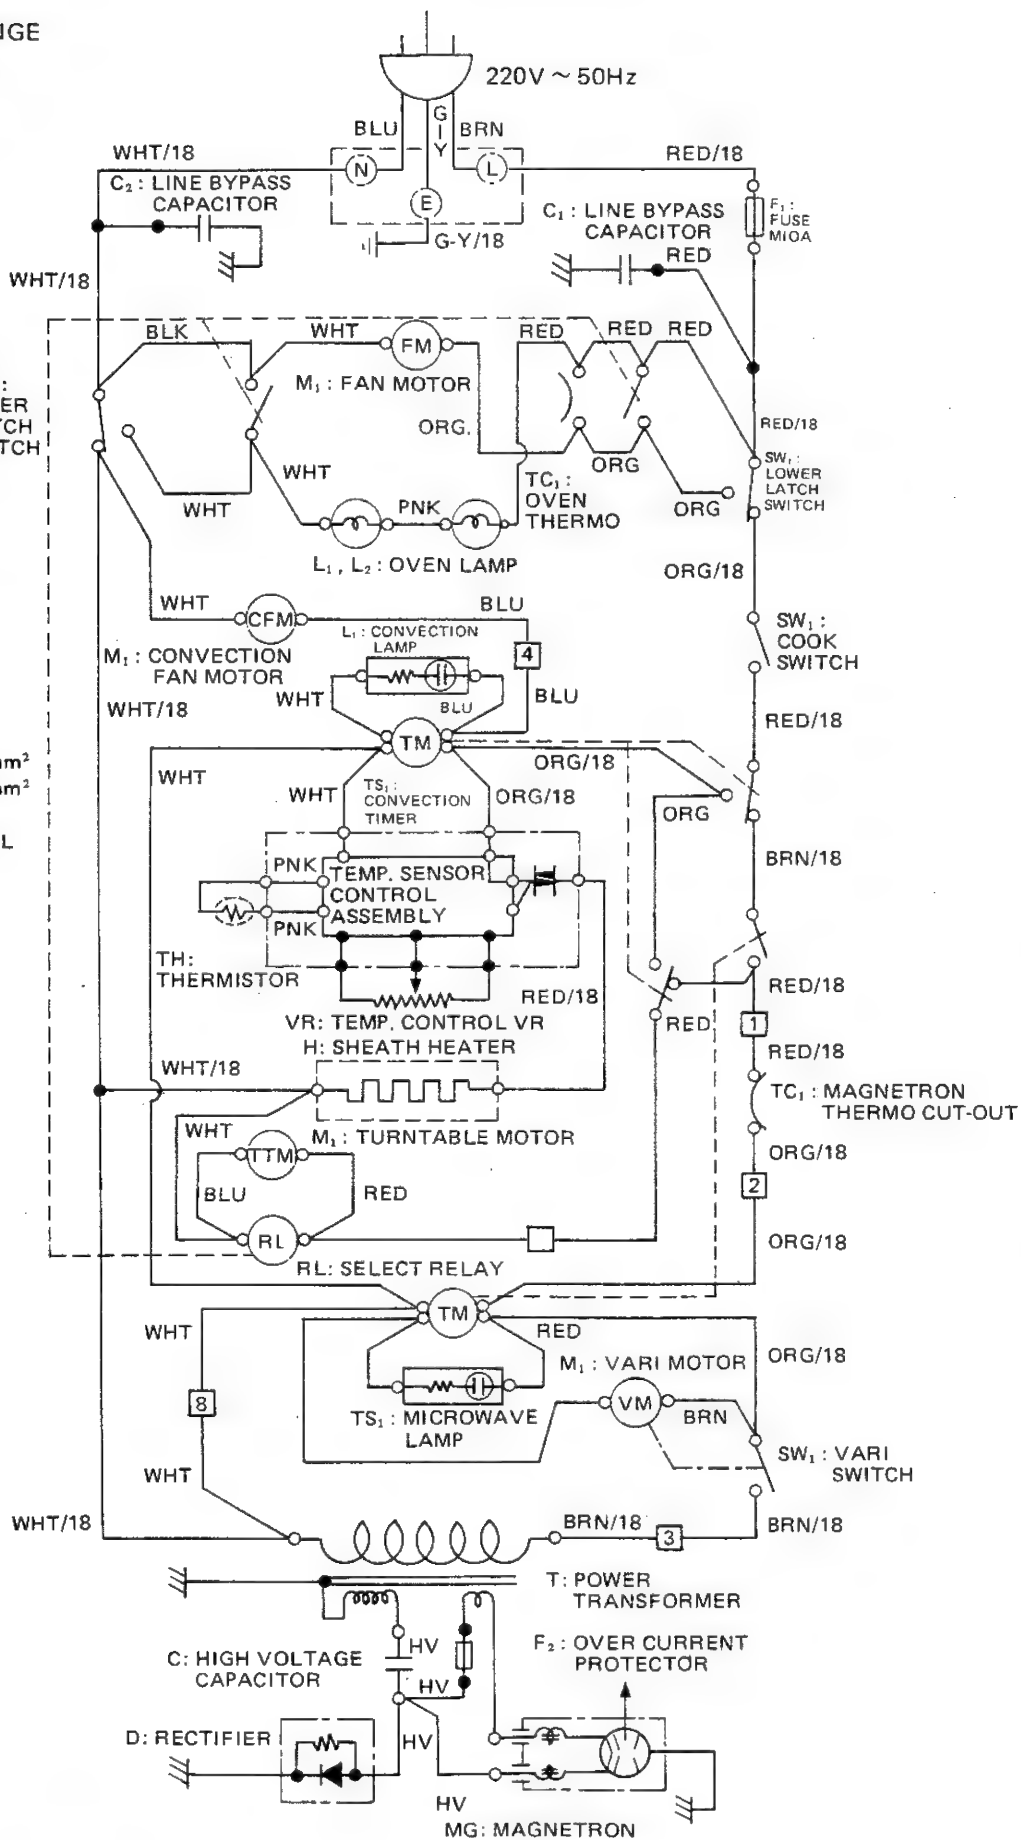 220V ~ 50Hz
BLU
G-Y
BRN
WHT/18
N
L
E
RED/18
C₂: LINE BYPASS
CAPACITOR
G-Y/18
C₁: LINE BYPASS
CAPACITOR
RED
F₁:
FUSE
M10A
WHT/18
BLK
WHT
FM
RED
RED
RED
M₁: FAN MOTOR
ORG.
ORG
RED/18
SW₁:
LOWER
LATCH
SWITCH
WHT
WHT
PNK
TC₁:
OVEN
THERMO
ORG
L₁, L₂: OVEN LAMP
ORG/18
WHT
CFM
BLU
L₁: CONVECTION
LAMP
M₁: CONVECTION
FAN MOTOR
4
SW₁:
COOK
SWITCH
WHT
BLU
BLU
WHT/18
TM
RED/18
WHT
ORG/18
WHT
TS₁:
CONVECTION
TIMER
ORG/18
ORG
BRN/18
PNK
TEMP. SENSOR
CONTROL
ASSEMBLY
PNK
TH:
THERMISTOR
RED/18
RED/18
VR: TEMP. CONTROL VR
RED
1
H: SHEATH HEATER
RED/18
WHT/18
TC₁: MAGNETRON
THERMO CUT-OUT
WHT
M₁: TURNTABLE MOTOR
ORG/18
TTM
BLU
RED
2
RL
ORG/18
RL: SELECT RELAY
TM
WHT
RED
ORG/18
M₁: VARI MOTOR
8
VM
BRN
TS₁: MICROWAVE
LAMP
SW₁: VARI
SWITCH
WHT
WHT/18
BRN/18
3
BRN/18
T: POWER
TRANSFORMER
HV
F₂: OVER CURRENT
PROTECTOR
C: HIGH VOLTAGE
CAPACITOR
HV
D: RECTIFIER
HV
HV
MG: MAGNETRON